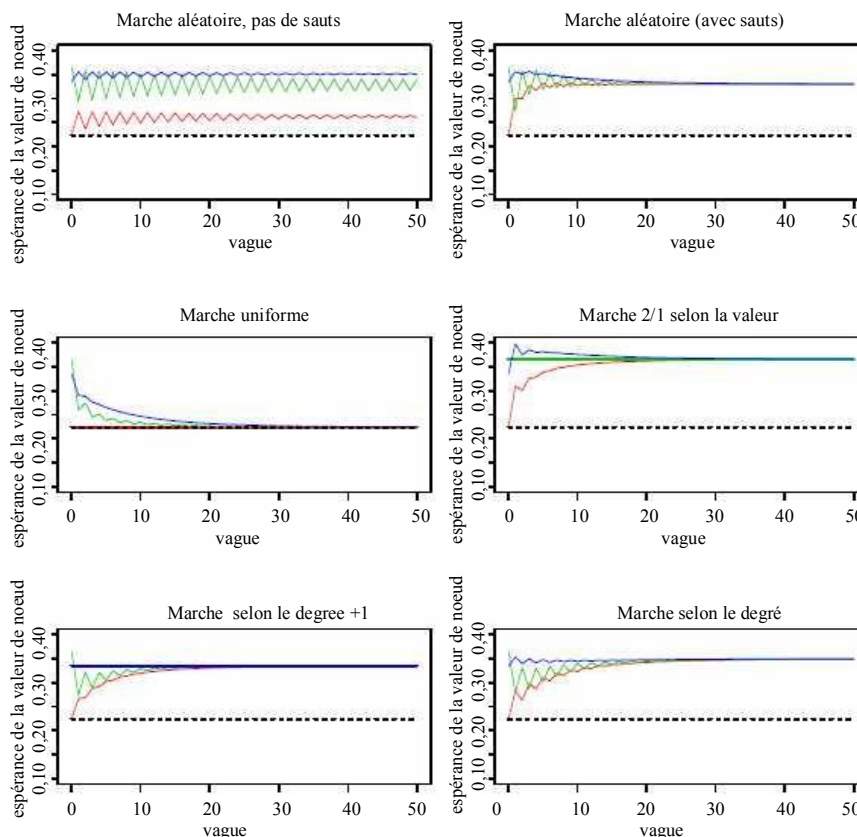 Marche aléatoire, pas de sauts
espérance de la valeur de noeud
0,40
0,30
0,20
0,10
0 10 20 30 40 50
vague
Marche aléatoire (avec sauts)
espérance de la valeur de noeud
0,40
0,30
0,20
0,10
0 10 20 30 40 50
vague
Marche uniforme
espérance de la valeur de noeud
0,40
0,30
0,20
0,10
0 10 20 30 40 50
vague
Marche 2/1 selon la valeur
espérance de la valeur de noeud
0,40
0,30
0,20
0,10
0 10 20 30 40 50
vague
Marche selon le degree +1
espérance de la valeur de noeud
0,40
0,30
0,20
0,10
0 10 20 30 40 50
vague
Marche selon le degré
espérance de la valeur de noeud
0,40
0,30
0,20
0,10
0 10 20 30 40 50
vague